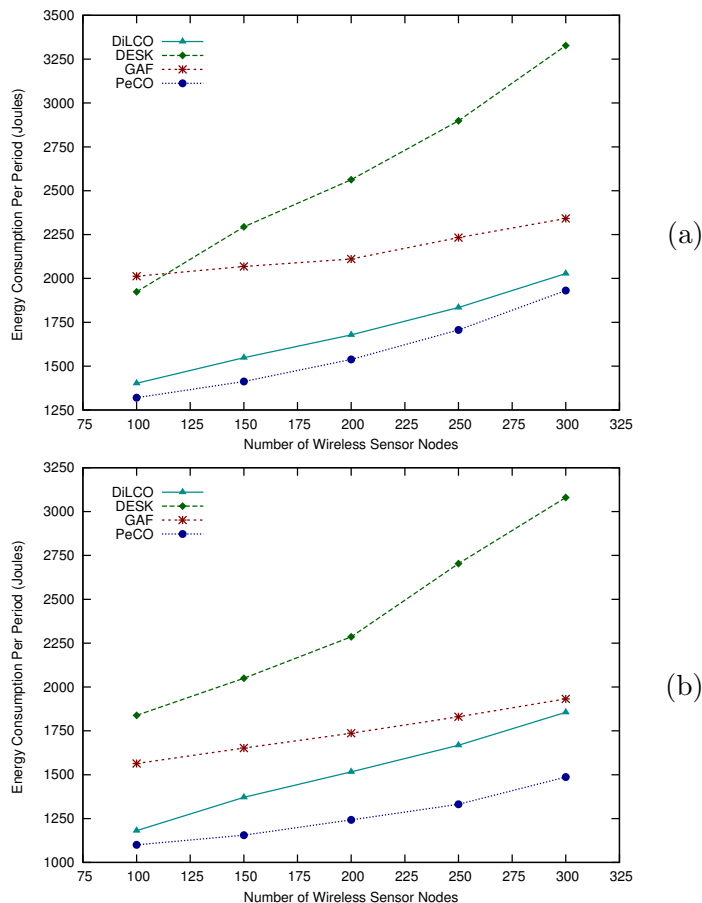 3500
3250
3000
2750
2500
2250
2000
1750
1500
1250
Energy Consumption Per Period (Joules)
DiLCO
DESK
GAF
PeCO
75 100 125 150 175 200 225 250 275 300 325
Number of Wireless Sensor Nodes
(a)
3250
3000
2750
2500
2250
2000
1750
1500
1250
1000
Energy Consumption Per Period (Joules)
DiLCO
DESK
GAF
PeCO
75 100 125 150 175 200 225 250 275 300 325
Number of Wireless Sensor Nodes
(b)